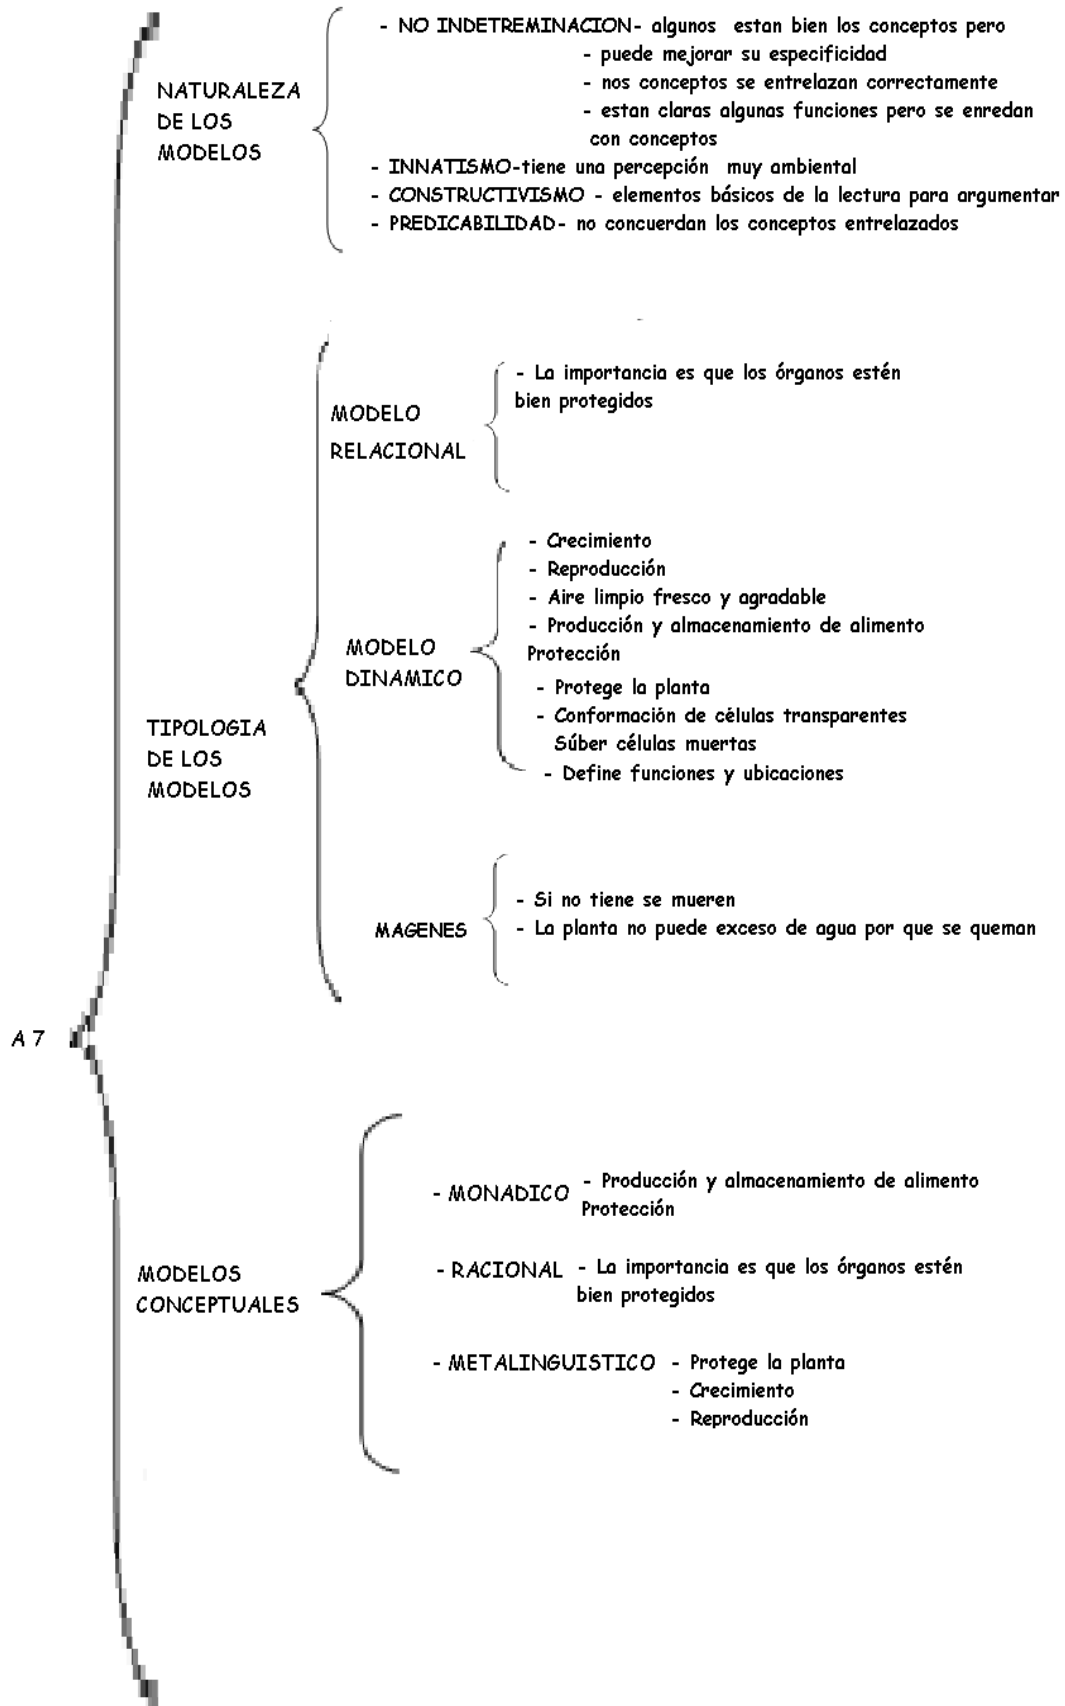 - NO INDETREMINACION- algunos estan bien los conceptos pero
- puede mejorar su especificidad
- nos conceptos se entrelazan correctamente
- estan claras algunas funciones pero se enredan
con conceptos
NATURALEZA
DE LOS
MODELOS
- INNATISMO-tiene una percepción muy ambiental
- CONSTRUCTIVISMO - elementos básicos de la lectura para argumentar
- PREDICABILIDAD- no concuerdan los conceptos entrelazados
TIPOLOGIA
DE LOS
MODELOS
MODELO
RELACIONAL
- La importancia es que los órganos estén
bien protegidos
MODELO
DINAMICO
- Crecimiento
- Reproducción
- Aire limpio fresco y agradable
- Producción y almacenamiento de alimento
Protección
- Protege la planta
- Conformación de células transparentes
Súber células muertas
- Define funciones y ubicaciones
MAGENES
- Si no tiene se mueren
- La planta no puede exceso de agua por que se queman
A 7
MODELOS
CONCEPTUALES
- MONADICO - Producción y almacenamiento de alimento
Protección
- RACIONAL - La importancia es que los órganos estén
bien protegidos
- METALINGUISTICO - Protege la planta
- Crecimiento
- Reproducción